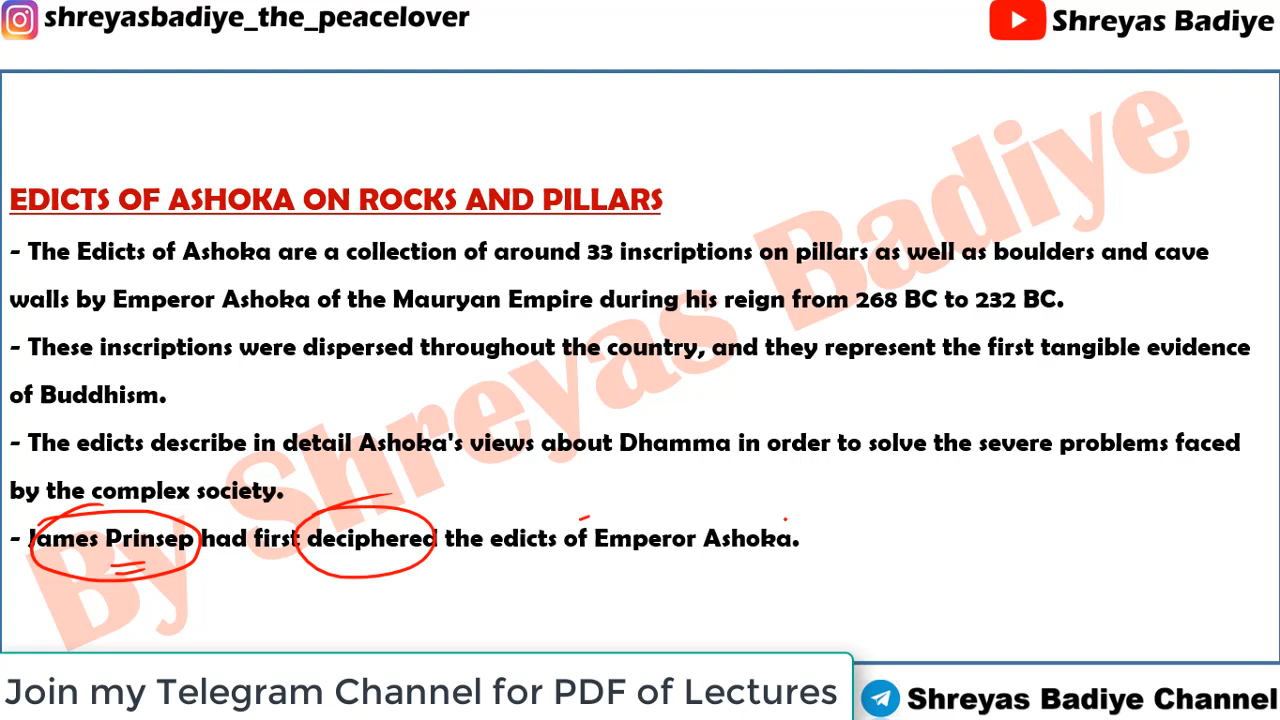 shreyasbadiye_the_peacelover
Shreyas Badiye
EDICTS OF ASHOKA ON ROCKS AND PILLARS
- The Edicts of Ashoka are a collection of around 33 inscriptions on pillars as well as boulders and cave
walls by Emperor Ashoka of the Mauryan Empire during his reign from 268 BC to 232 BC.
- These inscriptions were dispersed throughout the country, and they represent the first tangible evidence
of Buddhism.
- The edicts describe in detail Ashoka's views about Dhamma in order to solve the severe problems faced
by the complex society.
- James Prinsep had first deciphered the edicts of Emperor Ashoka.
By Shreyas Badiye
Join my Telegram Channel for PDF of Lectures
Shreyas Badiye Channel